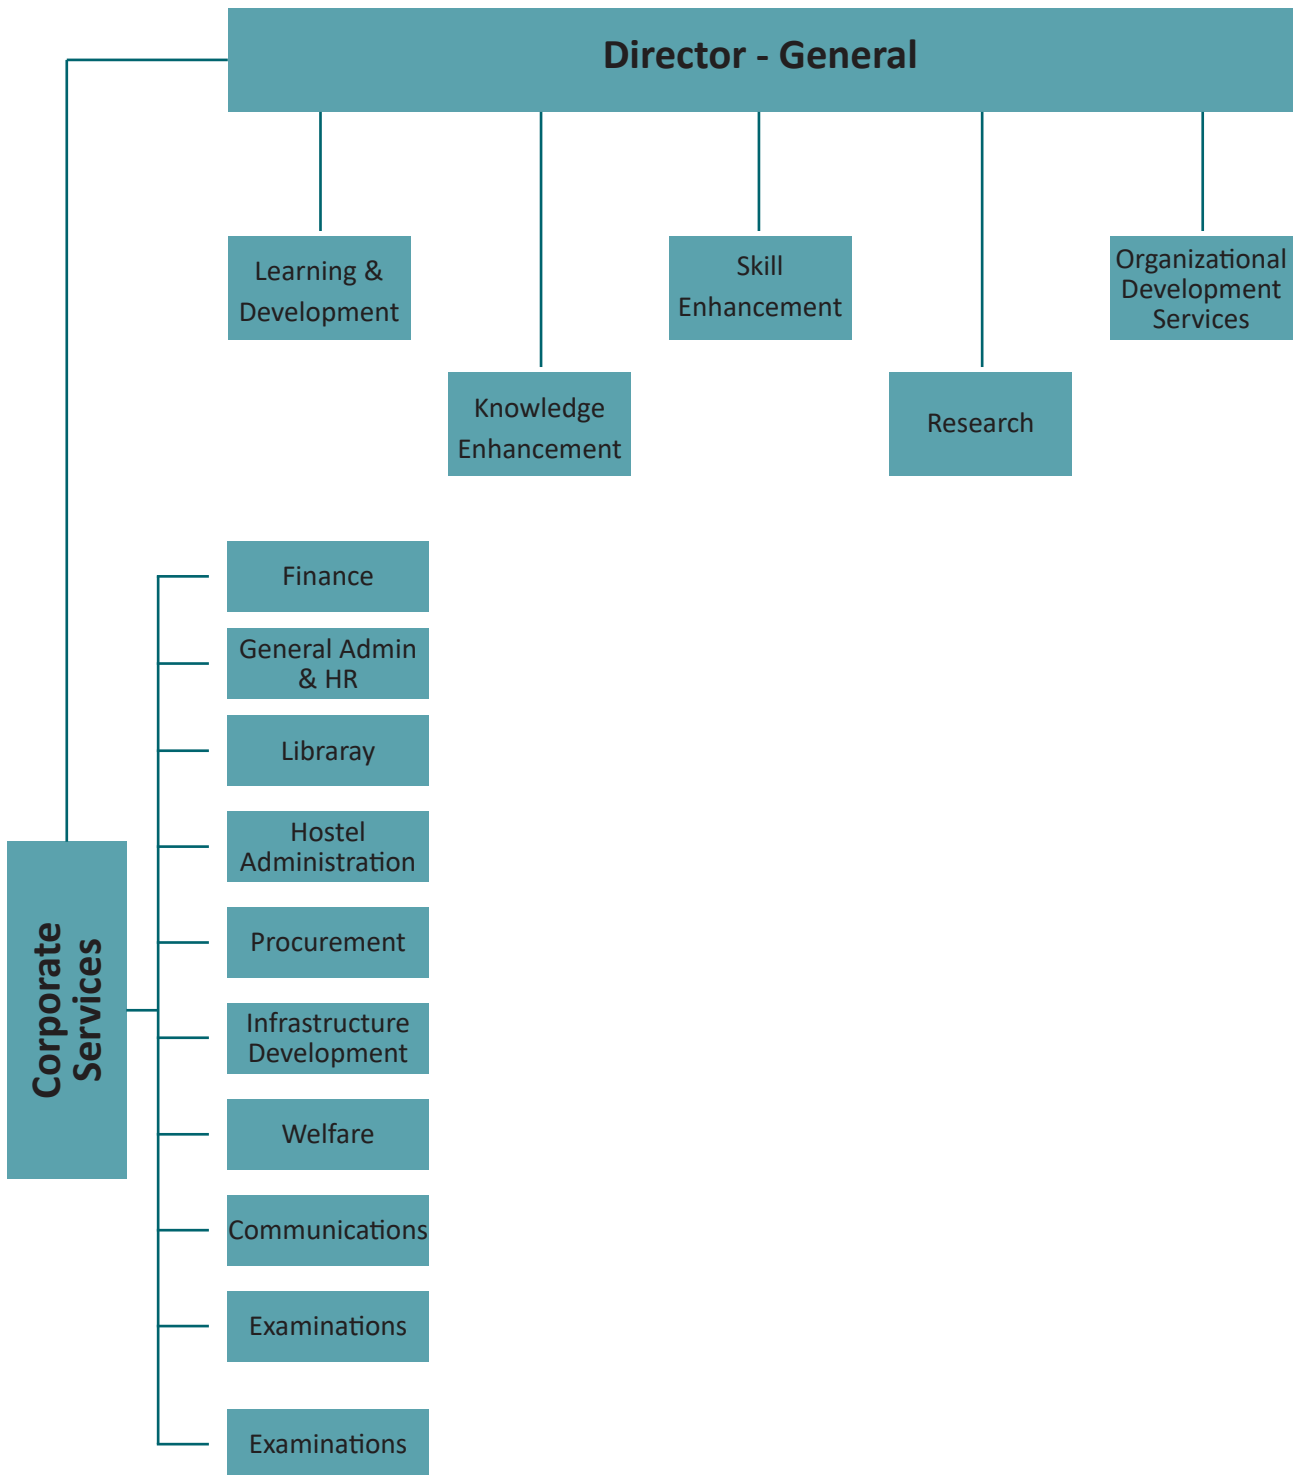 Director - General
Learning &
Development
Skill
Enhancement
Organizational
Development
Services
Knowledge
Enhancement
Research
Corporate
Services
Finance
General Admin
& HR
Libraray
Hostel
Administration
Procurement
Infrastructure
Development
Welfare
Communications
Examinations
Examinations